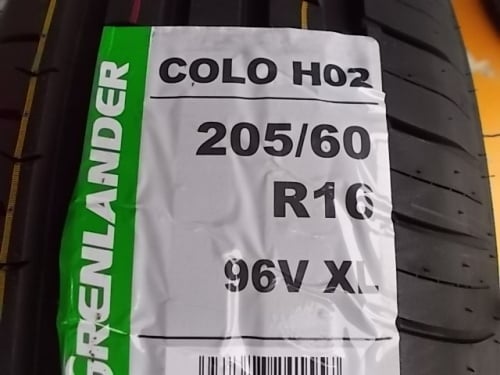 GRENLANDER
COLO H02
205/60
R16
96V XL